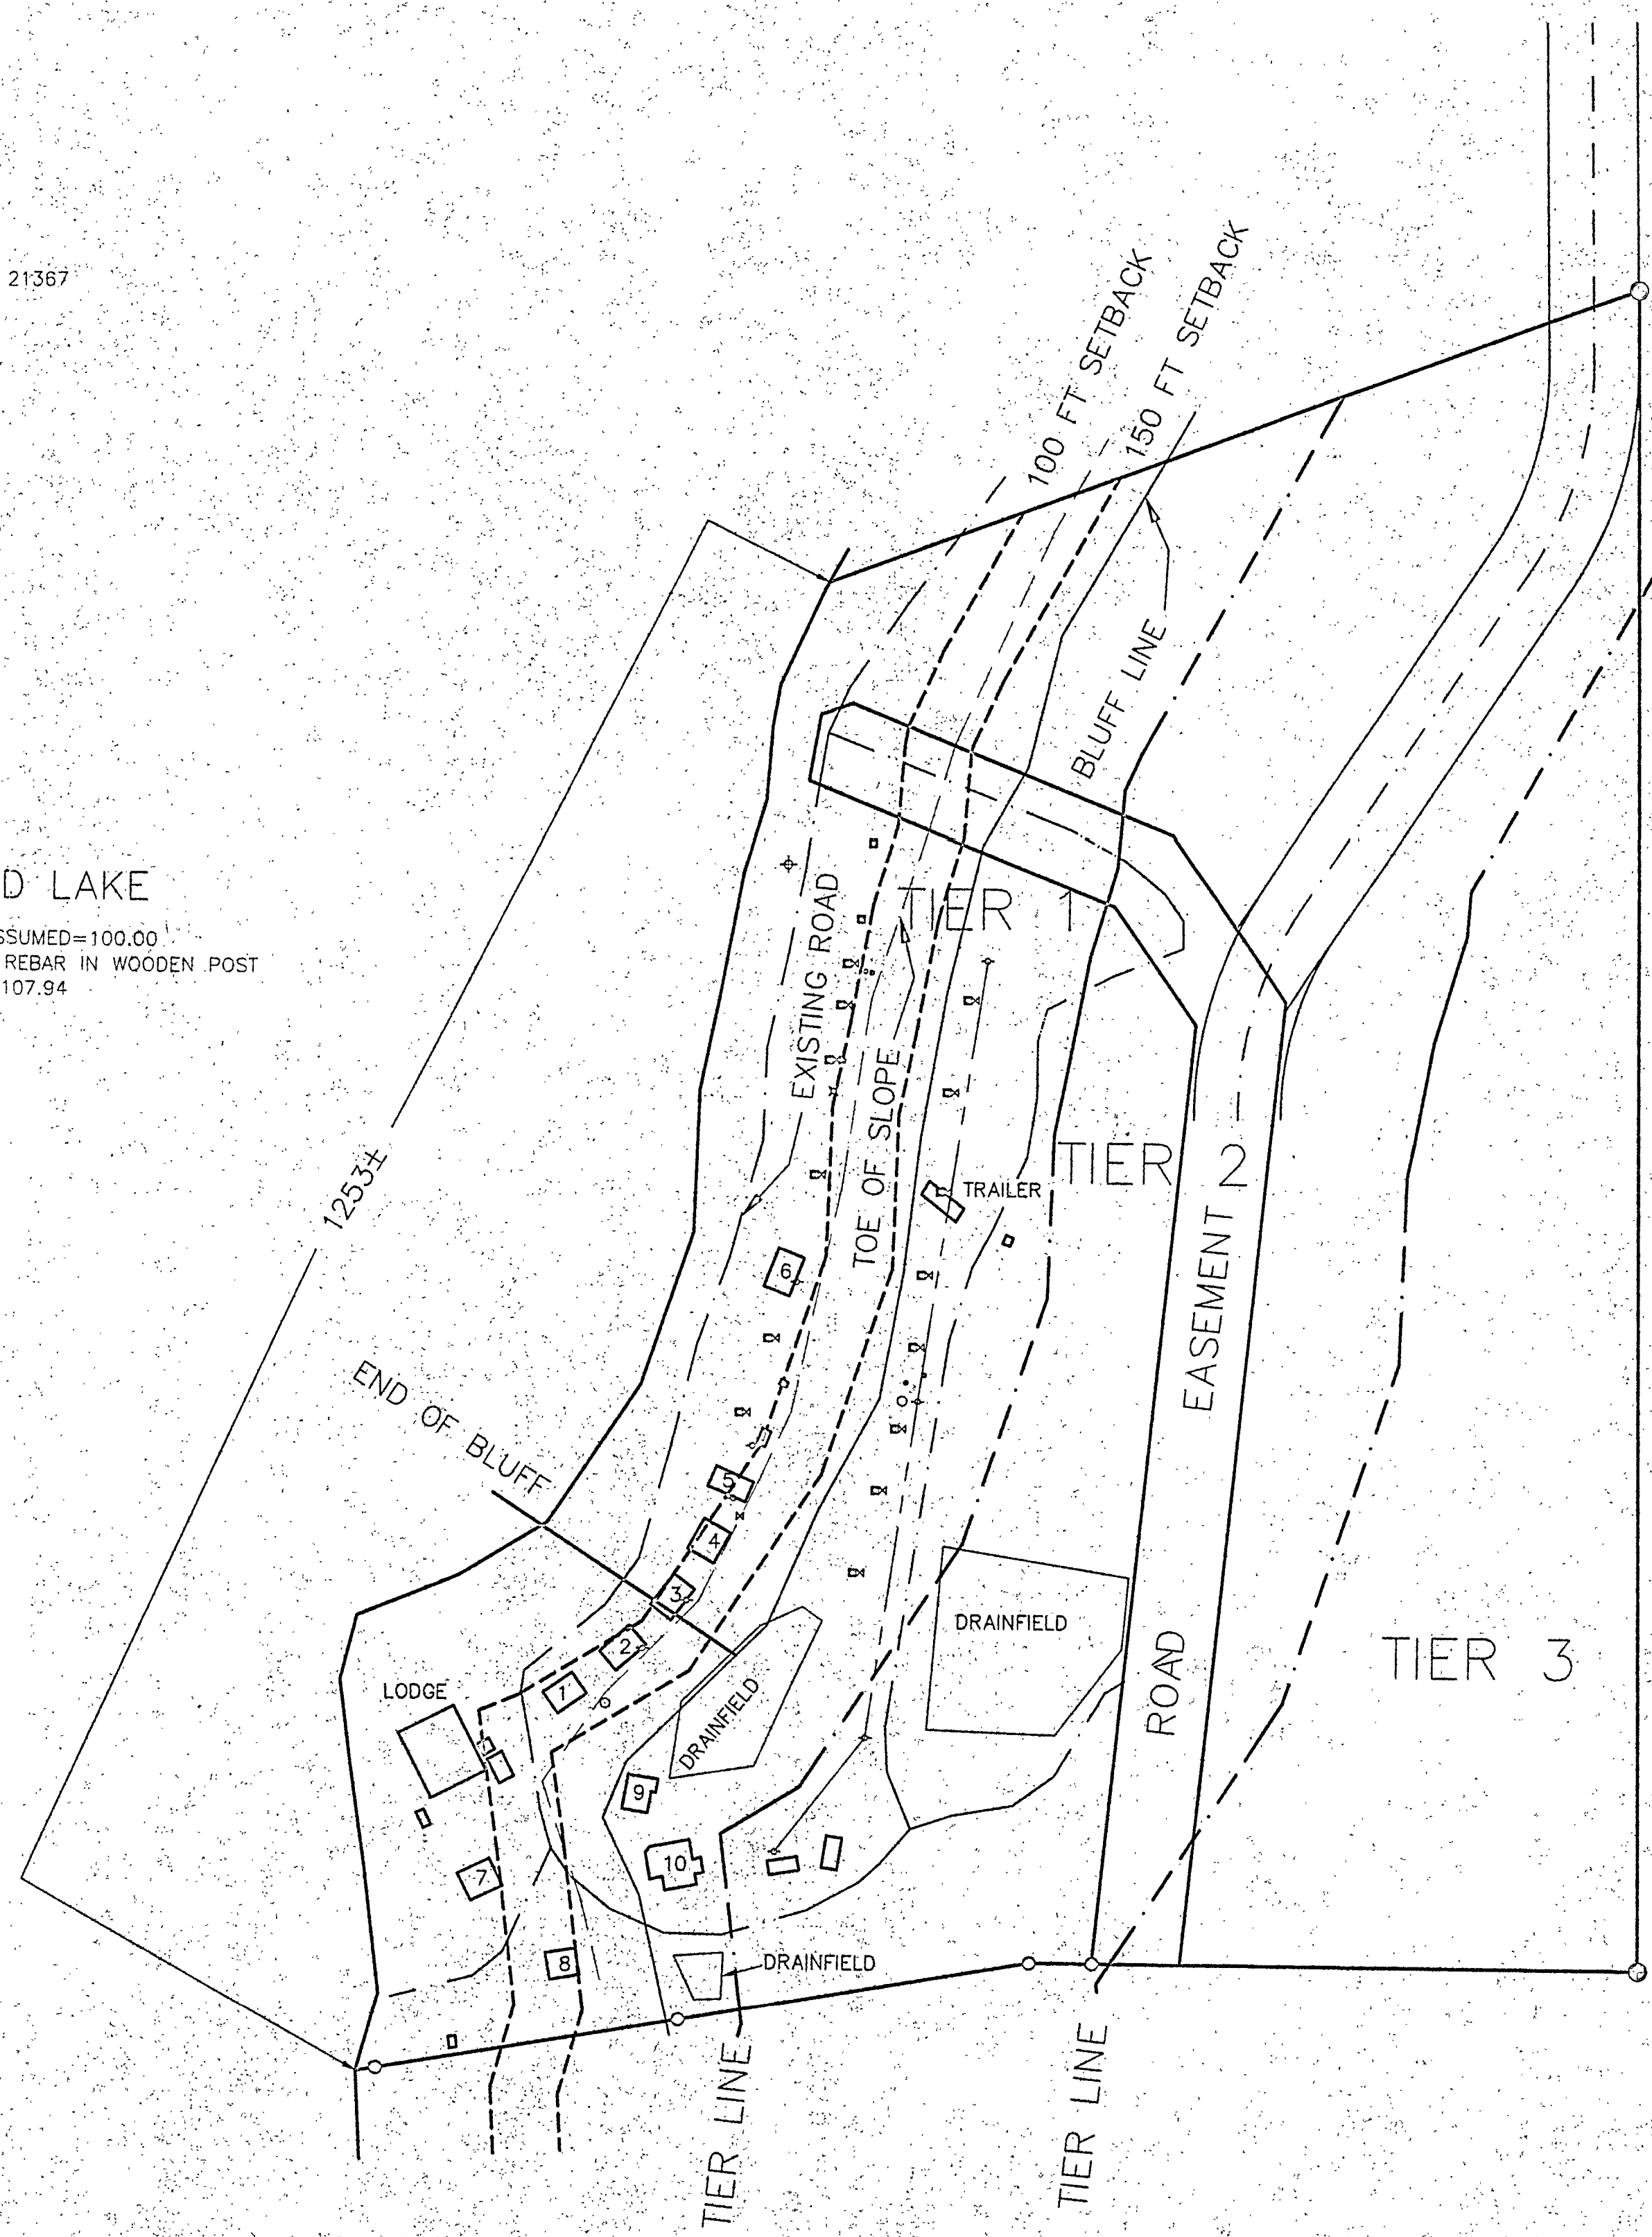 21367
100 FT SETBACK
150 FT SETBACK
BLUFF LINE
D LAKE
SSUMED=100.00
REBAR IN WOODEN POST
107.94
TIER 1
EXISTING ROAD
TOE OF SLOPE
1253±
TIER 2
TRAILER
EASEMENT
ROAD
6
END OF BLUFF
5
4
3
2
1
LODGE
DRAINFIELD
DRAINFIELD
TIER 3
9
10
7
8
DRAINFIELD
TIER LINE
TIER LINE